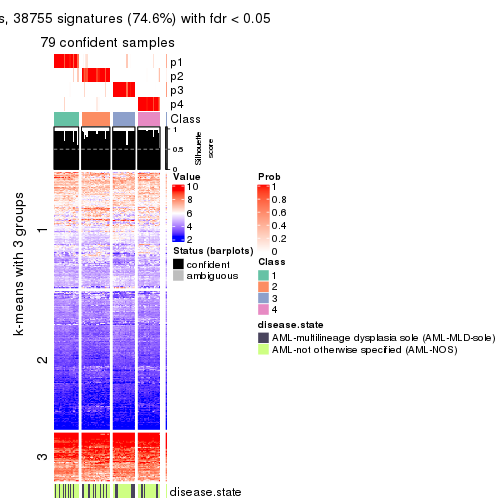 s, 38755 signatures (74.6%) with fdr < 0.05
79 confident samples
p1
p2
p3
p4
Class
1
0.5
0
Silhouette
score
k-means with 3 groups
1
2
3
disease.state
Value
10
8
6
4
2
Status (barplots)
confident
ambiguous
Prob
1
0.8
0.6
0.4
0.2
0
Class
1
2
3
4
disease.state
AML-multilineage dysplasia sole (AML-MLD-sole)
AML-not otherwise specified (AML-NOS)